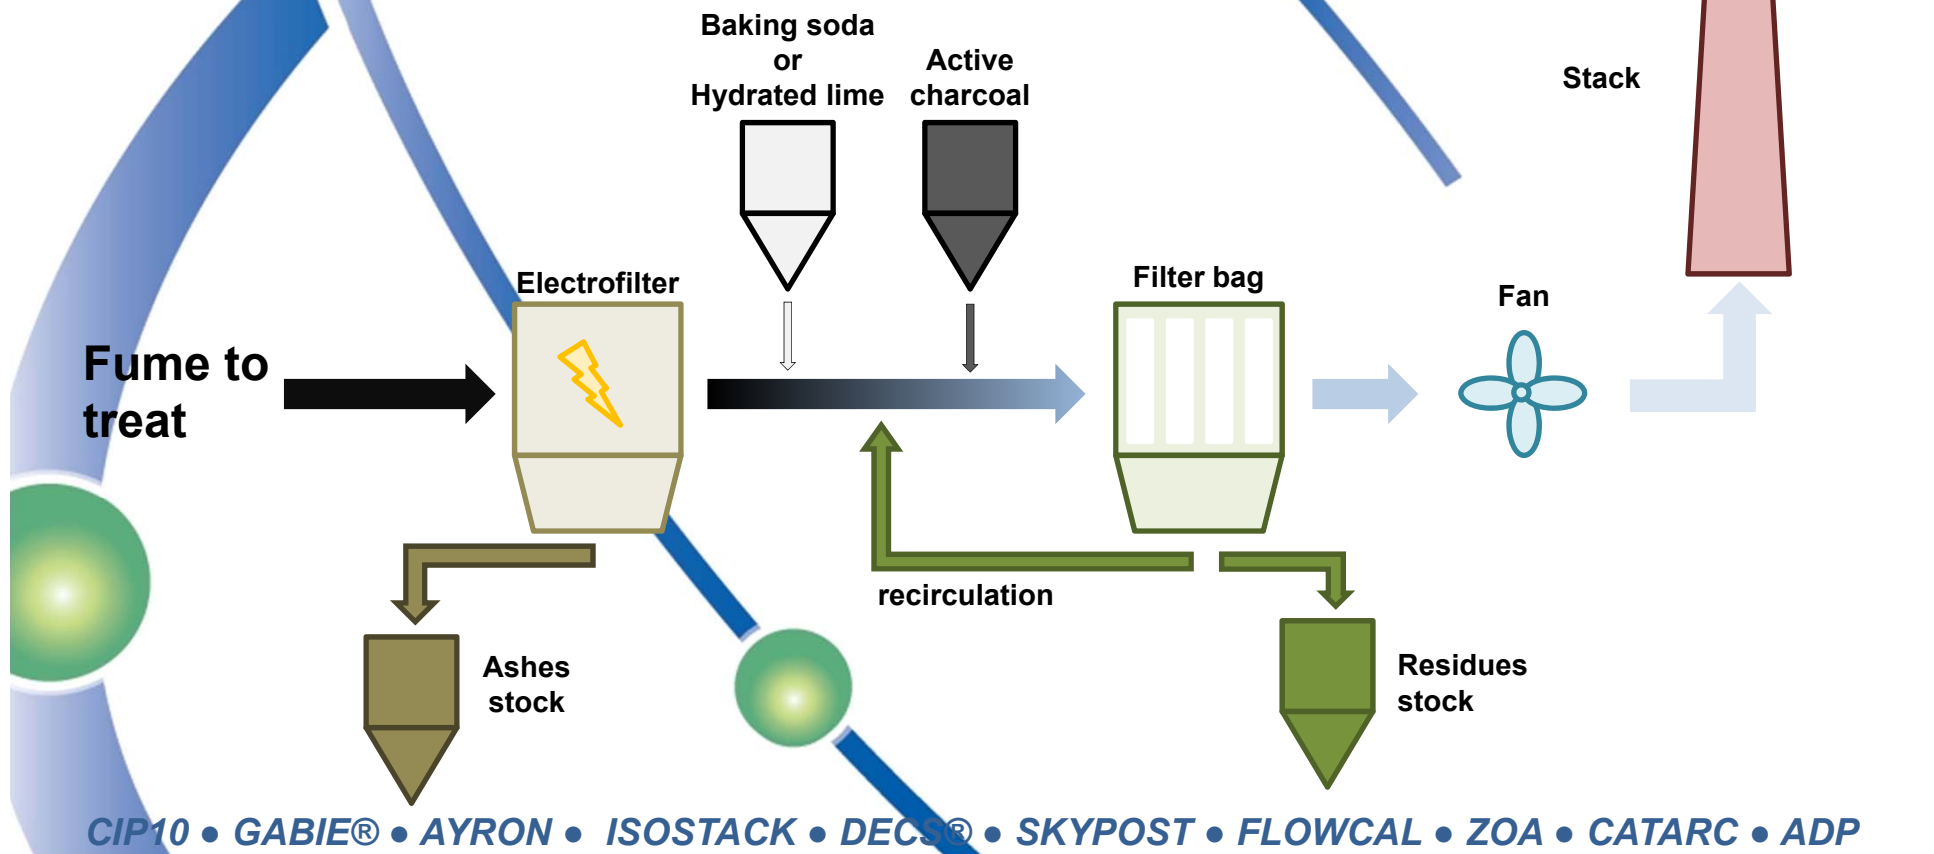 Baking soda
or
Hydrated lime
Active
charcoal
Stack
Electrofilter
Filter bag
Fan
Fume to
treat
recirculation
Ashes
stock
Residues
stock
CIP10 ● GABIE® ● AYRON ● ISOSTACK ● DECS® ● SKYPOST ● FLOWCAL ● ZOA ● CATARC ● ADP